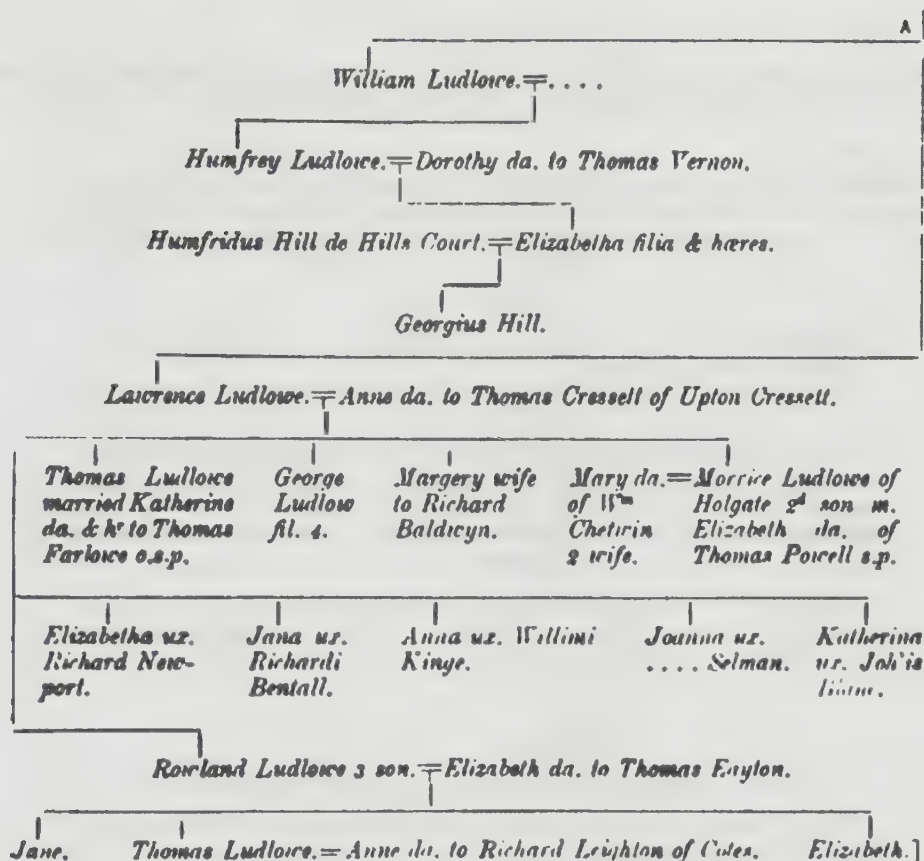 A
William Ludlowe.=. . . .
Humfrey Ludlowe.=Dorothy da. to Thomas Vernon.
Humfridus Hill de Hills Court.=Elizabetha filia & hæres.
Georgius Hill.
Lawrence Ludlowe.=Anne da. to Thomas Cressett of Upton Cressett.
Thomas Ludlowe
married Katherine
da. & hr to Thomas
Farlowe o.s.p.
George
Ludlow
fil. 4.
Margery wife
to Richard
Baldwyn.
Mary da.=
of Wm
Chetwin
2 wife.
Morrice Ludlowe of
Holgate 2d son m.
Elizabeth da. of
Thomas Powell s.p.
Elizabetha ux.
Richard New-
port.
Jana ux.
Richardi
Bentall.
Anna ux. Willimi
Kinge.
Joanna ux.
. . . . Selman.
Katherina
ux. Joh'is
Rowland Ludlowe 3 son.=Elizabeth da. to Thomas Eayton.
Jane.
Thomas Ludlowe.=Anne da. to Richard Leighton of Cotes.
Elizabeth.